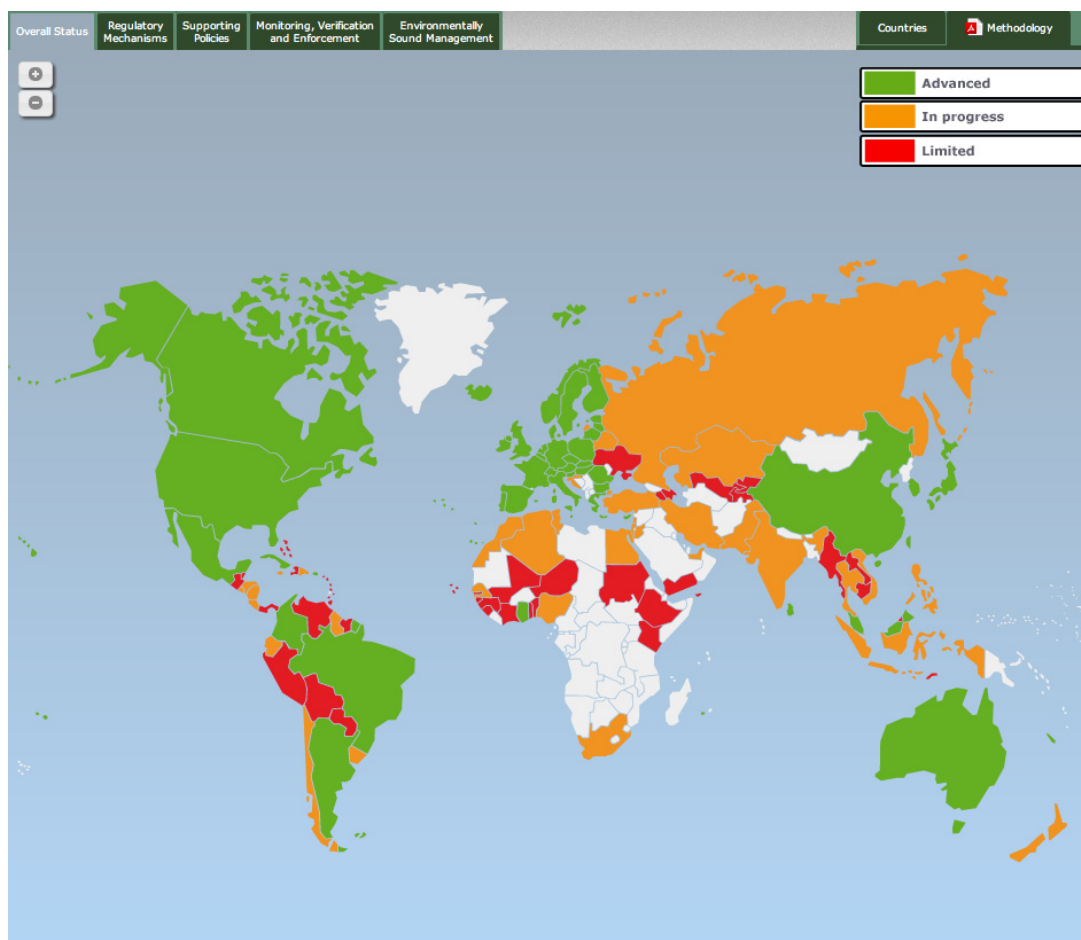 Overall Status
Regulatory
Mechanisms
Supporting
Policies
Monitoring, Verification
and Enforcement
Environmentally
Sound Management
Countries
Methodology
Advanced
In progress
Limited